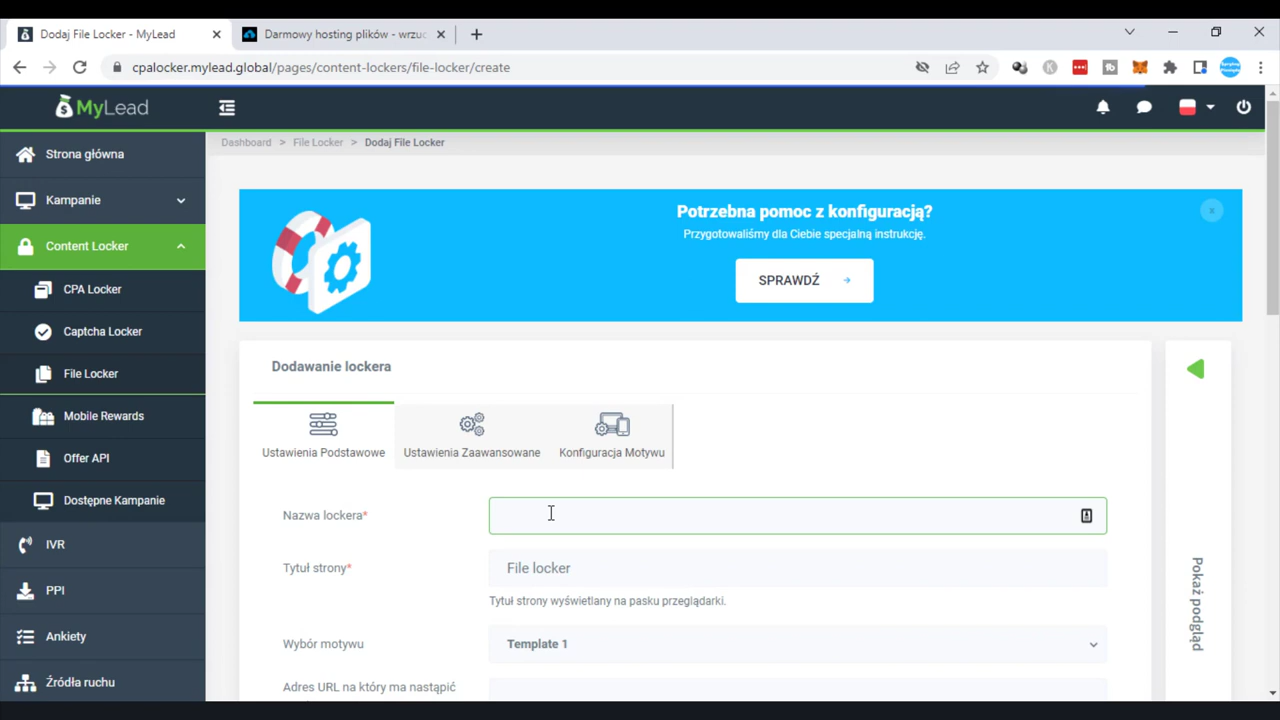 Dodaj File Locker - MyLead
Darmowy hosting plików - wrzuc
cpalocker.mylead.global/pages/content-lockers/file-locker/create
MyLead
Dashboard > File Locker > Dodaj File Locker
Strona główna
Kampanie
Content Locker
CPA Locker
Captcha Locker
File Locker
Mobile Rewards
Offer API
Dostępne Kampanie
IVR
PPI
Ankiety
Źródła ruchu
Potrzebna pomoc z konfiguracją?
Przygotowaliśmy dla Ciebie specjalną instrukcję.
SPRAWDŹ
x
Dodawanie lockera
Ustawienia Podstawowe
Ustawienia Zaawansowane
Konfiguracja Motywu
Nazwa lockera*
Tytuł strony*
File locker
Tytuł strony wyświetlany na pasku przeglądarki.
Wybór motywu
Template 1
Adres URL na który ma nastąpić
Pokaż podgląd